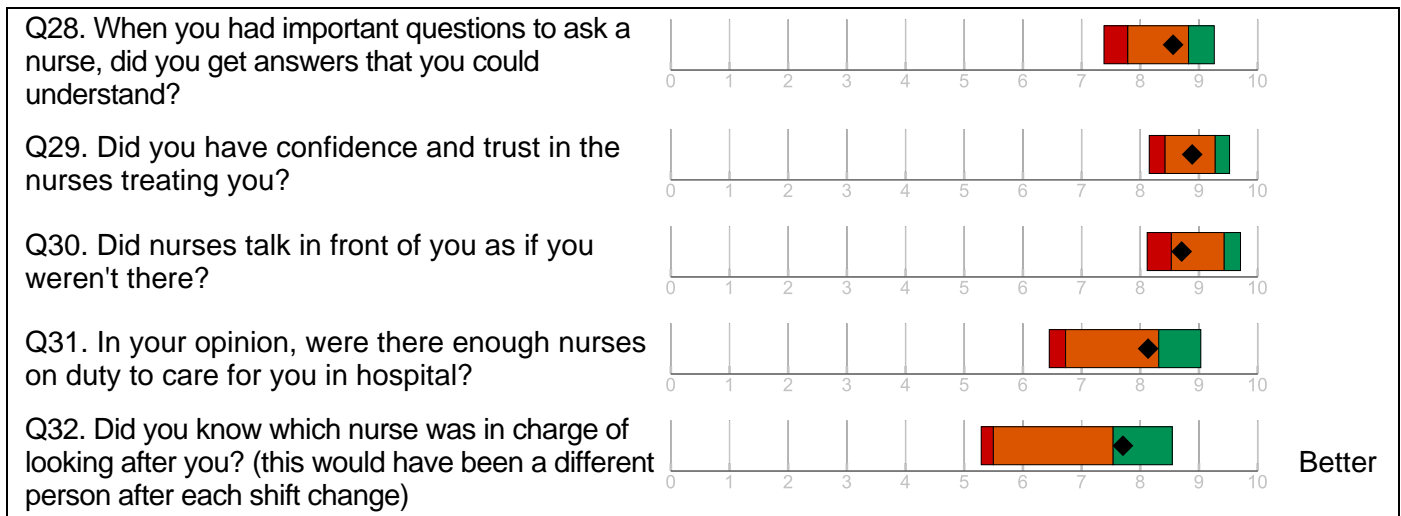 Q28. When you had important questions to ask a
nurse, did you get answers that you could
understand?
0 1 2 3 4 5 6 7 8 9 10
Q29. Did you have confidence and trust in the
nurses treating you?
0 1 2 3 4 5 6 7 8 9 10
Q30. Did nurses talk in front of you as if you
weren't there?
0 1 2 3 4 5 6 7 8 9 10
Q31. In your opinion, were there enough nurses
on duty to care for you in hospital?
0 1 2 3 4 5 6 7 8 9 10
Q32. Did you know which nurse was in charge of
looking after you? (this would have been a different
person after each shift change)
0 1 2 3 4 5 6 7 8 9 10
Better